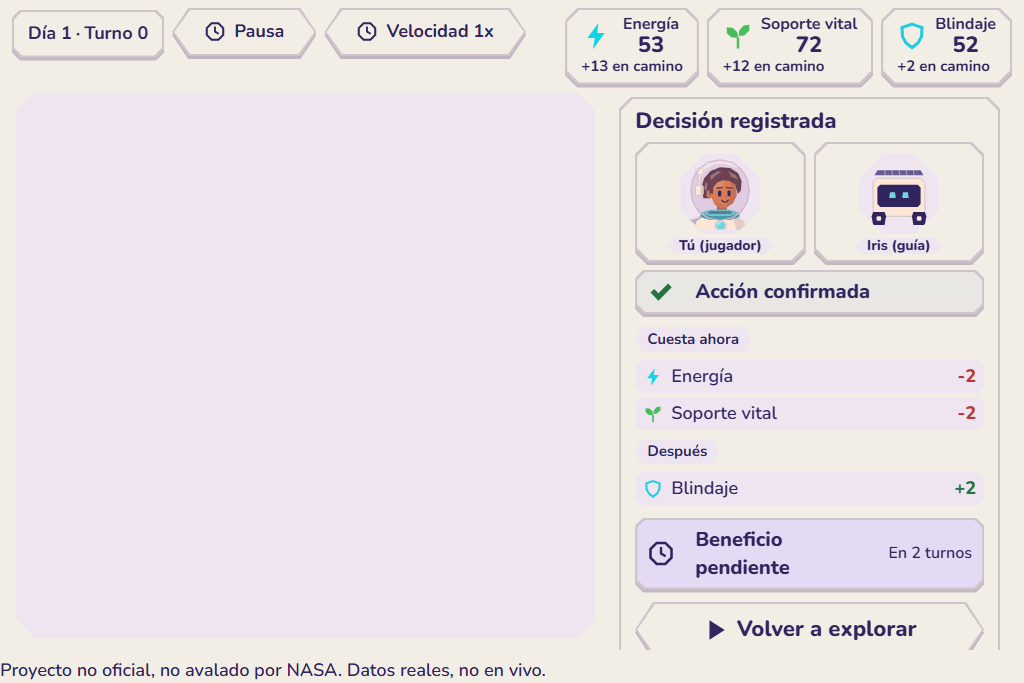 Día 1 · Turno 0
Pausa
Velocidad 1x
Energía
53
+13 en camino
Soporte vital
72
+12 en camino
Blindaje
52
+2 en camino
Decisión registrada
Tú (jugador)
Iris (guía)
Acción confirmada
Cuesta ahora
Energía -2
Soporte vital -2
Después
Blindaje +2
Beneficio
pendiente
En 2 turnos
Volver a explorar
Proyecto no oficial, no avalado por NASA. Datos reales, no en vivo.